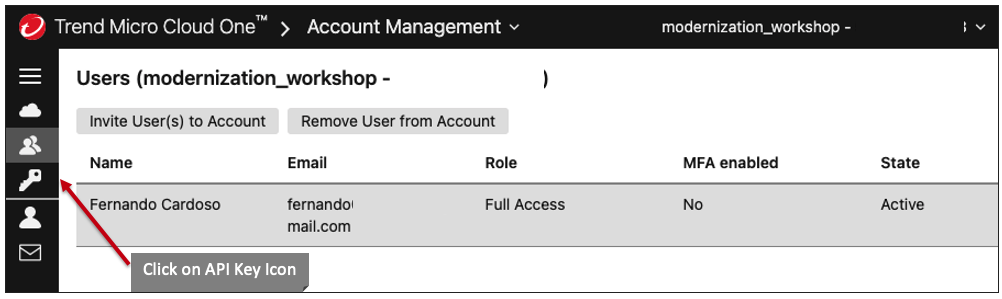 Trend Micro Cloud One™ > Account Management modernization_workshop -
Users (modernization_workshop - )
Invite User(s) to Account Remove User from Account
Name Email Role MFA enabled State
Fernando Cardoso fernando Full Access No Active
mail.com
Click on API Key Icon